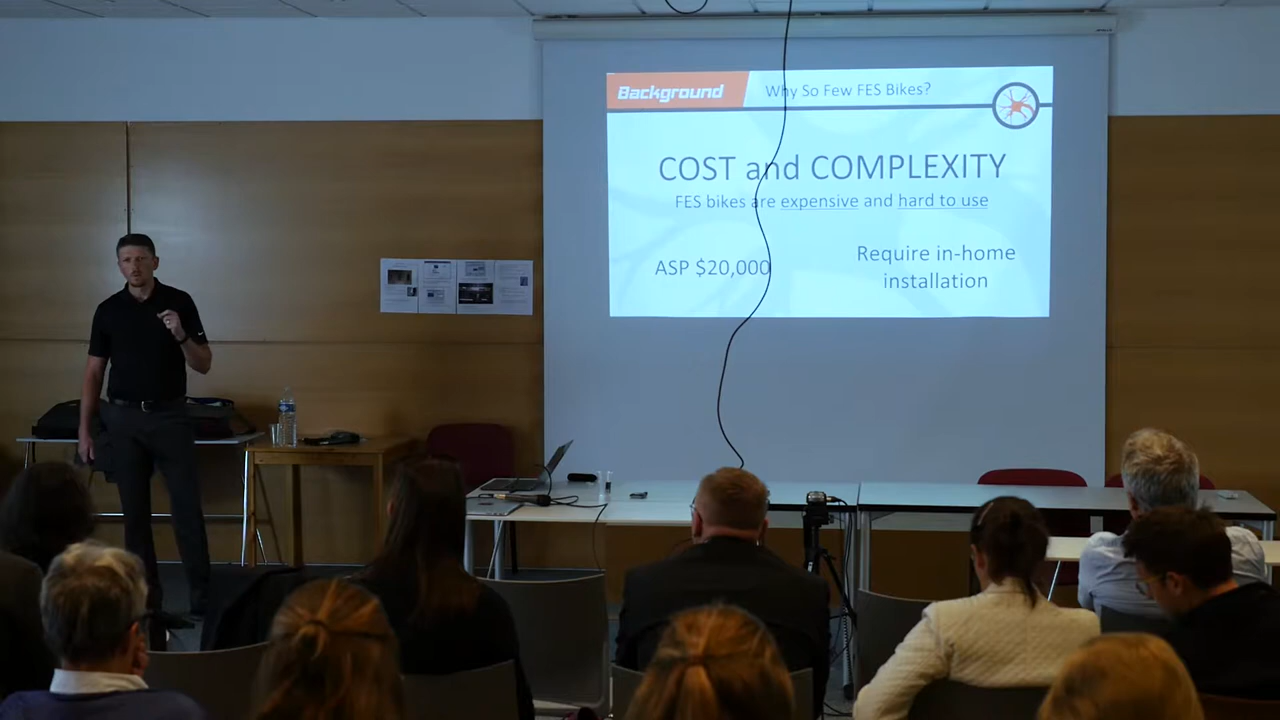 Background
Why So Few FES Bikes?
COST and COMPLEXITY
FES bikes are expensive and hard to use
ASP $20,000
Require in-home
installation